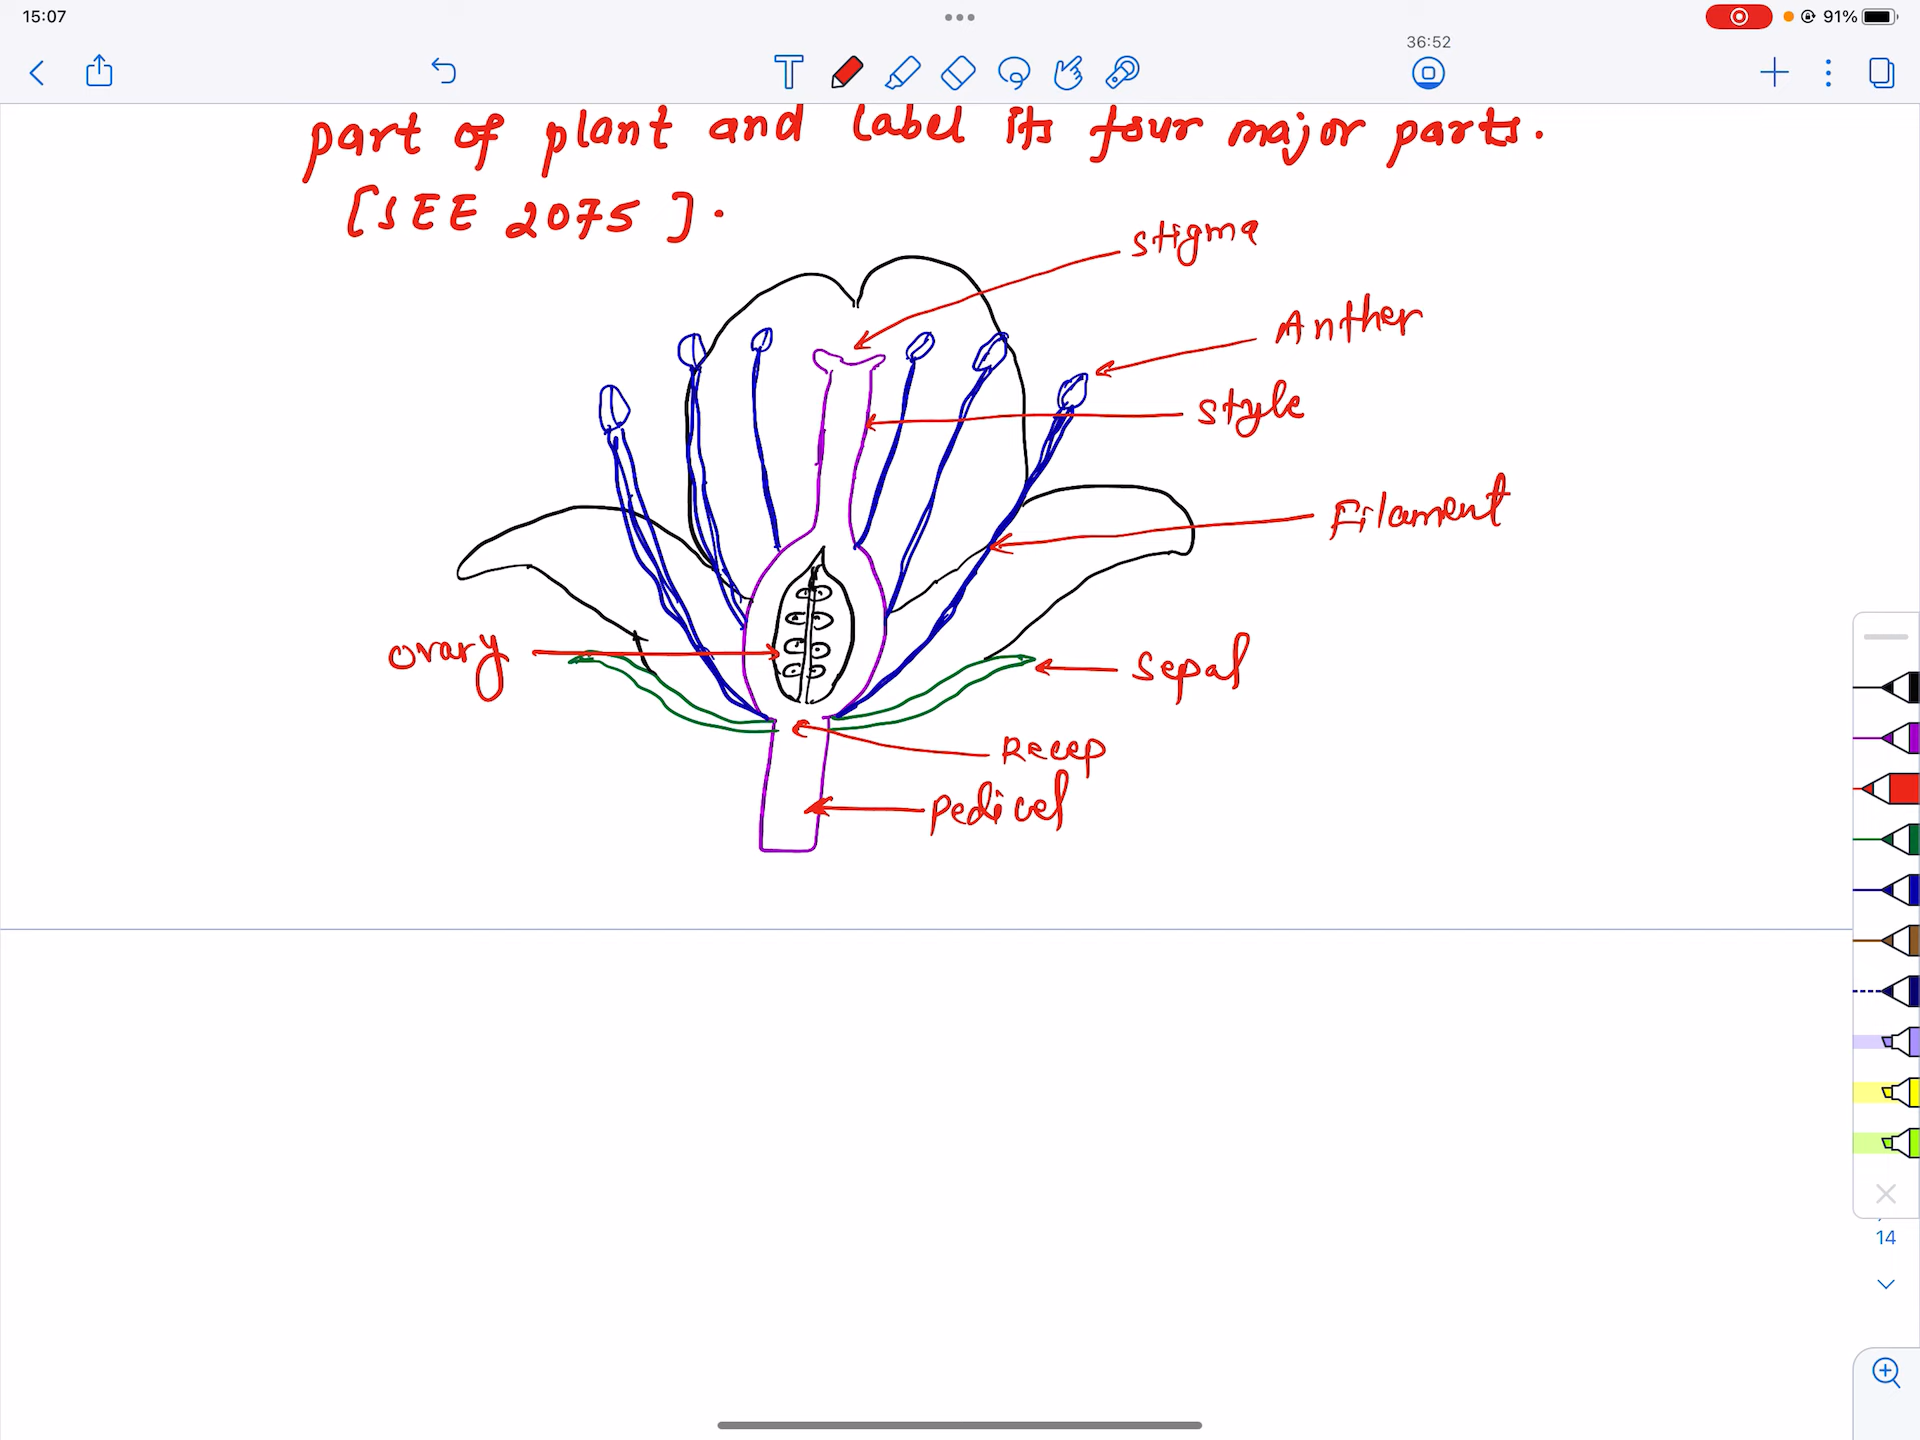 15:07
91%
36:52
part of plant and label its four major parts.
[SEE 2075].
stigma
Anther
style
Filament
ovary
sepal
Recep
Pedicel
14